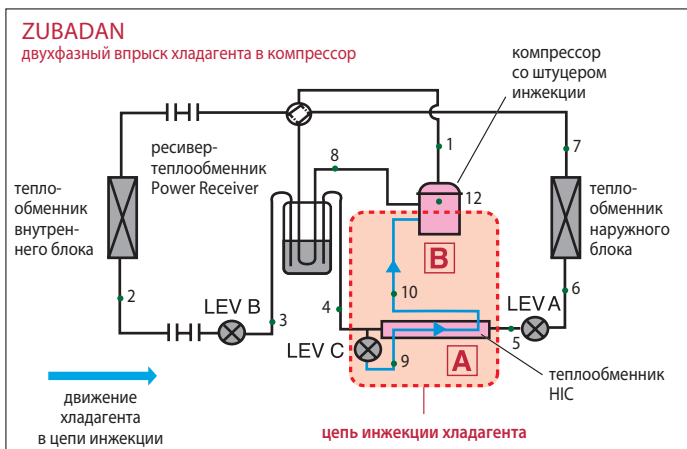 ZUBADAN
двухфазный впрыск хладагента в компрессор
компрессор
со штуцером
инжекции
ресивер-
теплообменник
Power Receiver
8
1
7
тепло-
обменник
внутрен-
него блока
12
тепло-
обменник
наружного
блока
B
2
LEV B
3
4
10
LEV A
6
LEV C
9
A
5
теплообменник
HIC
движение
хладагента
в цепи инжекции
цепь инжекции хладагента